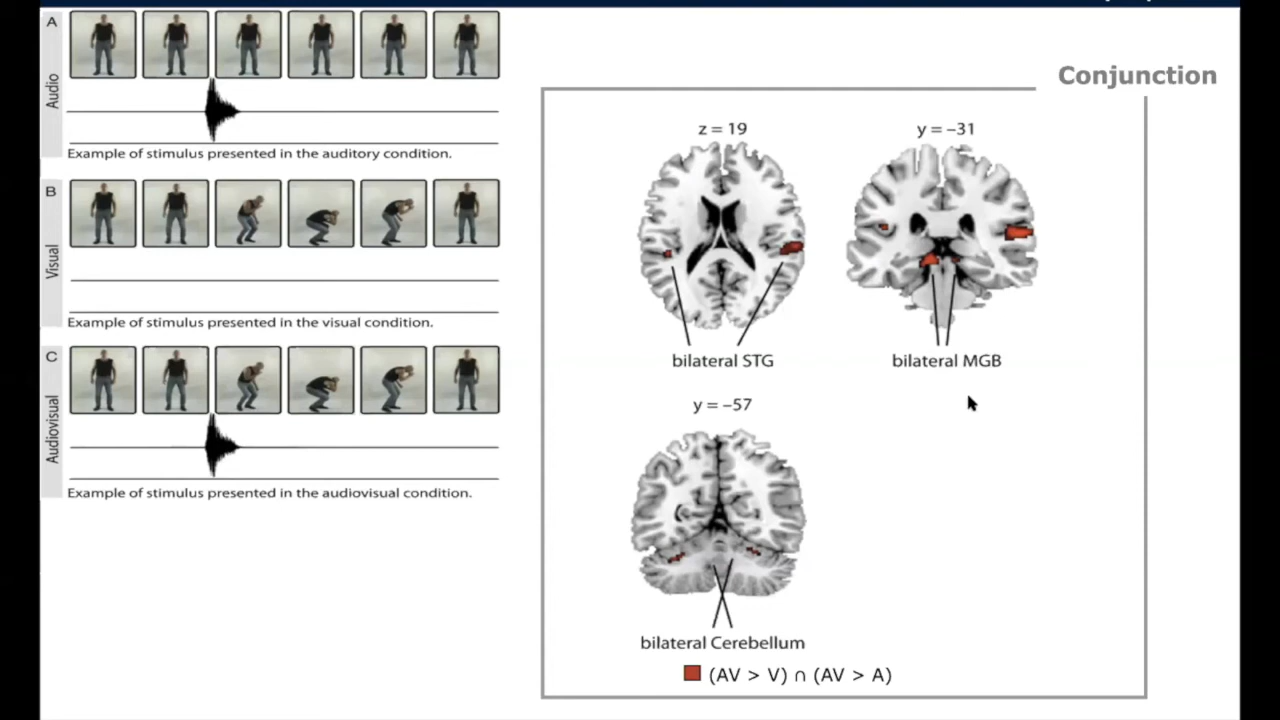 A
Audio
Example of stimulus presented in the auditory condition.
B
Visual
Example of stimulus presented in the visual condition.
C
Audiovisual
Example of stimulus presented in the audiovisual condition.
Conjunction
z = 19
y = –31
bilateral STG
bilateral MGB
y = –57
bilateral Cerebellum
(AV > V) ∩ (AV > A)